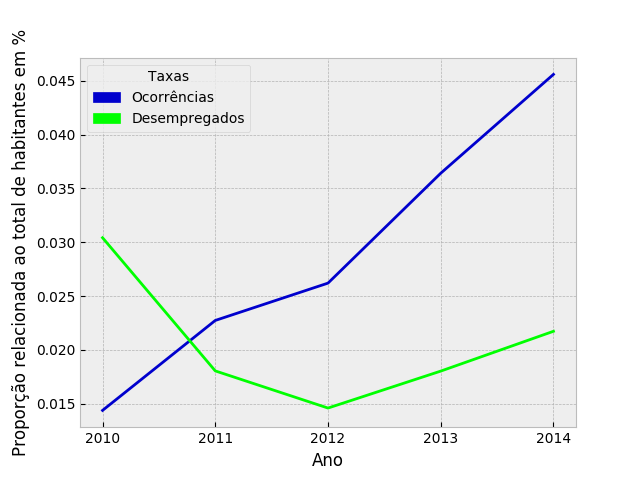 Proporção relacionada ao total de habitantes em %
0.045
0.040
0.035
0.030
0.025
0.020
0.015
Taxas
Ocorrências
Desempregados
2010
2011
2012
2013
2014
Ano